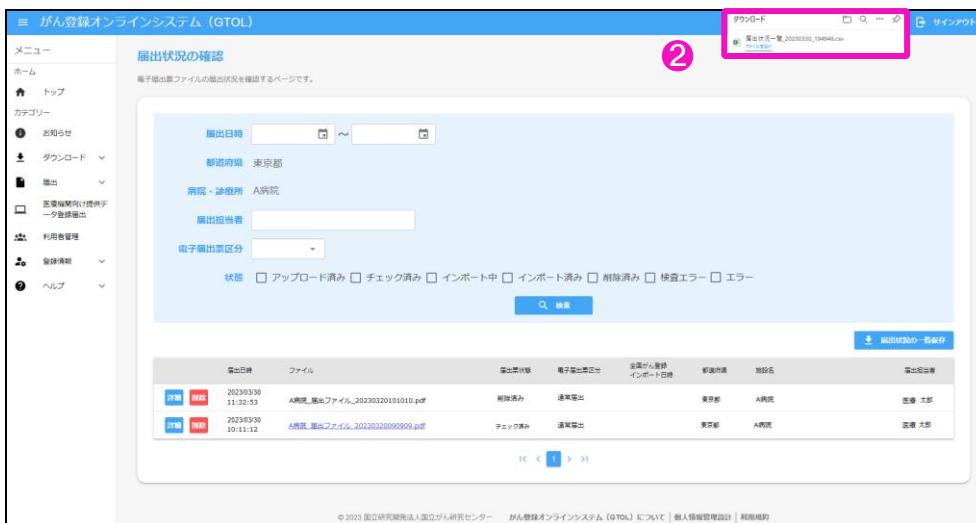 がん登録オンラインシステム (GTOL)
サインアウト
ダウンロード
届出状況一覧_20230330_194946.csv
ファイルを開く
2
メニュー
ホーム
トップ
カテゴリー
お知らせ
ダウンロード
届出
医療機関向け提供デ
ータ登録届出
利用者管理
登録情報
ヘルプ
届出状況の確認
電子届出票ファイルの届出状況を確認するページです。
届出日時 ～
都道府県 東京都
病院・診療所 A病院
届出担当者
電子届出票区分
状態 アップロード済み チェック済み インポート中 インポート済み 削除済み 検査エラー エラー
検索
届出状況の一覧保存
届出日時 ファイル 届出票状態 電子届出票区分 全国がん登録 インポート日時 都道府県 施設名 届出担当者
詳細 削除 2023/03/30 11:32:53 A病院_届出ファイル_20230320101010.pdf 削除済み 通常届出 東京都 A病院 医療 太郎
詳細 削除 2023/03/30 10:11:12 A病院_届出ファイル_20230320090909.pdf チェック済み 通常届出 東京都 A病院 医療 太郎
1
© 2023 国立研究開発法人国立がん研究センター がん登録オンラインシステム (GTOL) について | 個人情報管理設計 | 利用規約